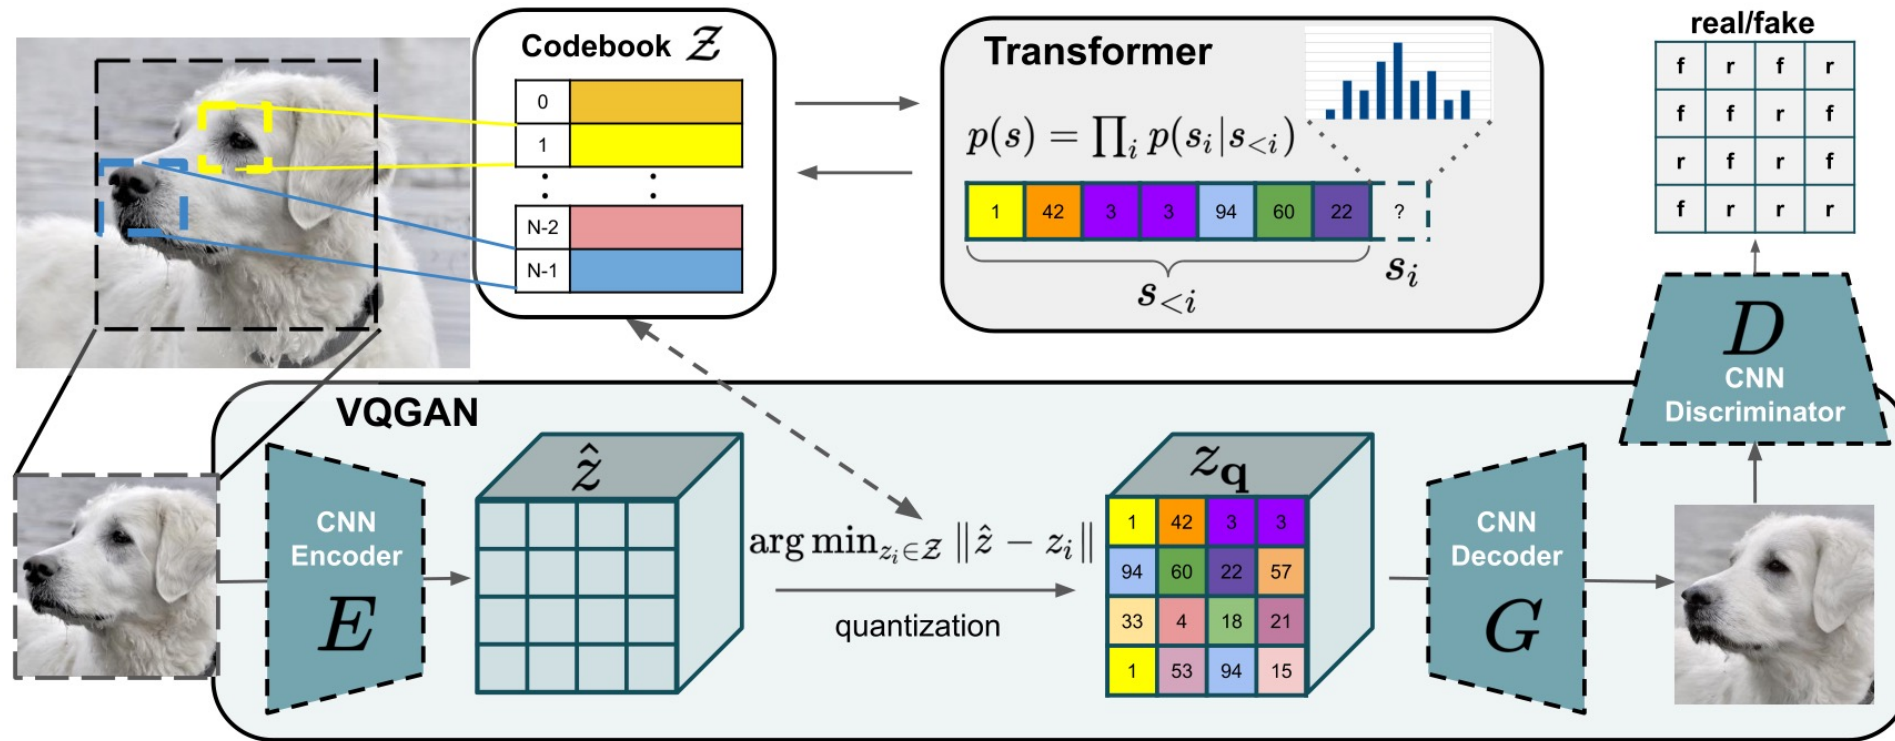 Codebook 𝒵
0
1
⋮ ⋮
N-2
N-1
Transformer
p(s) = ∏ᵢ p(sᵢ|s<ᵢ)
1 42 3 3 94 60 22 ?
s<ᵢ
sᵢ
real/fake
f r f r
f f r f
r f r f
f r r r
D
CNN
Discriminator
VQGAN
CNN
Encoder
E
ẑ
arg min_{zᵢ∈𝒵} ‖ẑ − zᵢ‖
quantization
z_𝐪
1 42 3 3
94 60 22 57
33 4 18 21
1 53 94 15
CNN
Decoder
G